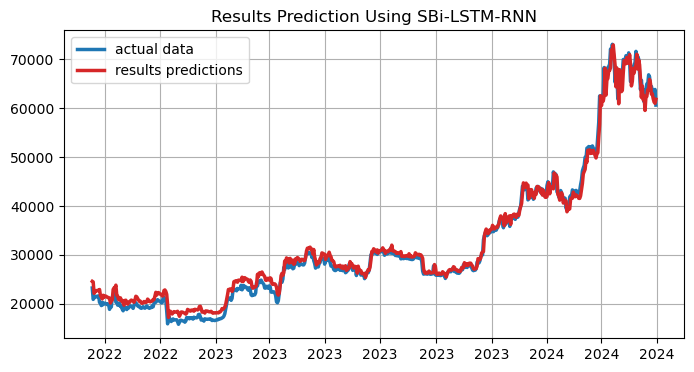 Results Prediction Using SBi-LSTM-RNN
actual data
results predictions
70000
60000
50000
40000
30000
20000
2022 2022 2023 2023 2023 2023 2023 2023 2024 2024 2024